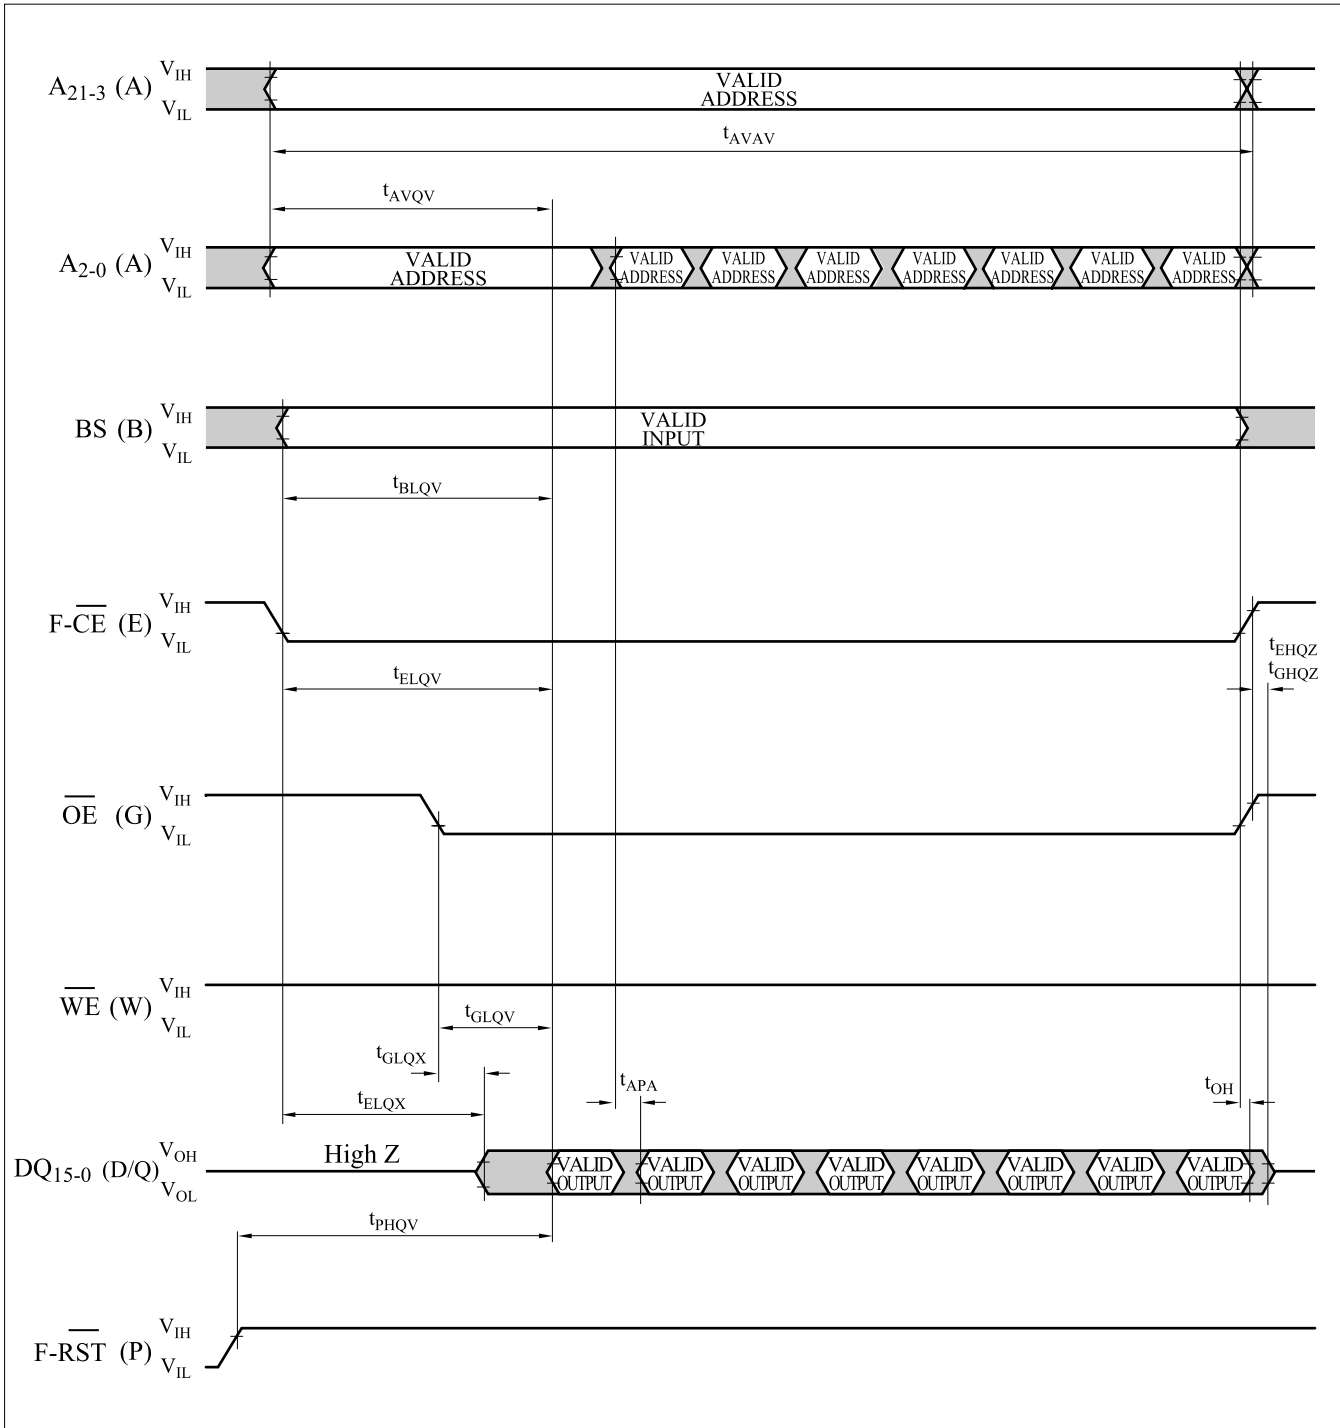 A21-3 (A) VIH VIL
VALID
ADDRESS
tAVAV
tAVQV
A2-0 (A) VIH VIL
VALID VALID VALID VALID VALID VALID VALID VALID
ADDRESS ADDRESS ADDRESS ADDRESS ADDRESS ADDRESS ADDRESS ADDRESS
BS (B) VIH VIL
VALID
INPUT
tBLQV
F-CE (E) VIH VIL
tEHQZ
tGHQZ
tELQV
OE (G) VIH VIL
WE (W) VIH VIL
tGLQV
tGLQX
tAPA
tOH
tELQX
DQ15-0 (D/Q) VOH VOL
High Z
VALID VALID VALID VALID VALID VALID VALID VALID
OUTPUT OUTPUT OUTPUT OUTPUT OUTPUT OUTPUT OUTPUT OUTPUT
tPHQV
F-RST (P) VIH VIL